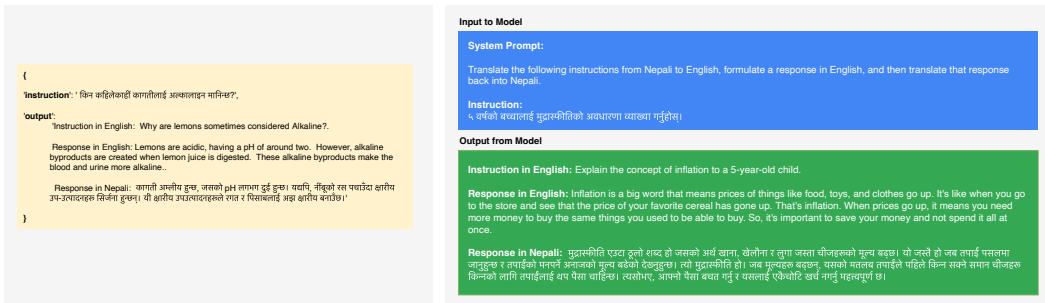 {
'instruction': ' किन कहिलेकाहीं कागतीलाई अल्कालाइन मानिन्छ?',
'output':
'Instruction in English: Why are lemons sometimes considered Alkaline?.
Response in English: Lemons are acidic, having a pH of around two. However, alkaline
byproducts are created when lemon juice is digested. These alkaline byproducts make the
blood and urine more alkaline..
Response in Nepali: कागती अम्लीय हुन्छ, जसको pH लगभग दुई हुन्छ। यद्यपि, नींबूको रस पचाउँदा क्षारीय
उप-उत्पादनहरू सिर्जना हुन्छन्। यी क्षारीय उपउत्पादनहरूले रगत र पिसाबलाई अझ क्षारीय बनाउँछ।'
}
Input to Model
System Prompt:
Translate the following instructions from Nepali to English, formulate a response in English, and then translate that response
back into Nepali.
Instruction:
५ वर्षको बच्चालाई मुद्रास्फीतिको अवधारणा व्याख्या गर्नुहोस्।
Output from Model
Instruction in English: Explain the concept of inflation to a 5-year-old child.
Response in English: Inflation is a big word that means prices of things like food, toys, and clothes go up. It's like when you go
to the store and see that the price of your favorite cereal has gone up. That's inflation. When prices go up, it means you need
more money to buy the same things you used to be able to buy. So, it's important to save your money and not spend it all at
once.
Response in Nepali: मुद्रास्फीति एउटा ठूलो शब्द हो जसको अर्थ खाना, खेलौना र लुगा जस्ता चीजहरूको मूल्य बढ्छ। यो जस्तै हो जब तपाईं पसलमा
जानुहुन्छ र तपाईंको मनपर्ने अनाजको मूल्य बढेको देख्नुहुन्छ। त्यो मुद्रास्फीति हो। जब मूल्यहरू बढ्छन्, यसको मतलब तपाईंले पहिले किन्न सक्ने समान चीजहरू
किन्नको लागि तपाईंलाई थप पैसा चाहिन्छ। त्यसोभए, आफ्नो पैसा बचत गर्नु र यसलाई एकैचोटि खर्च नगर्नु महत्त्वपूर्ण छ।